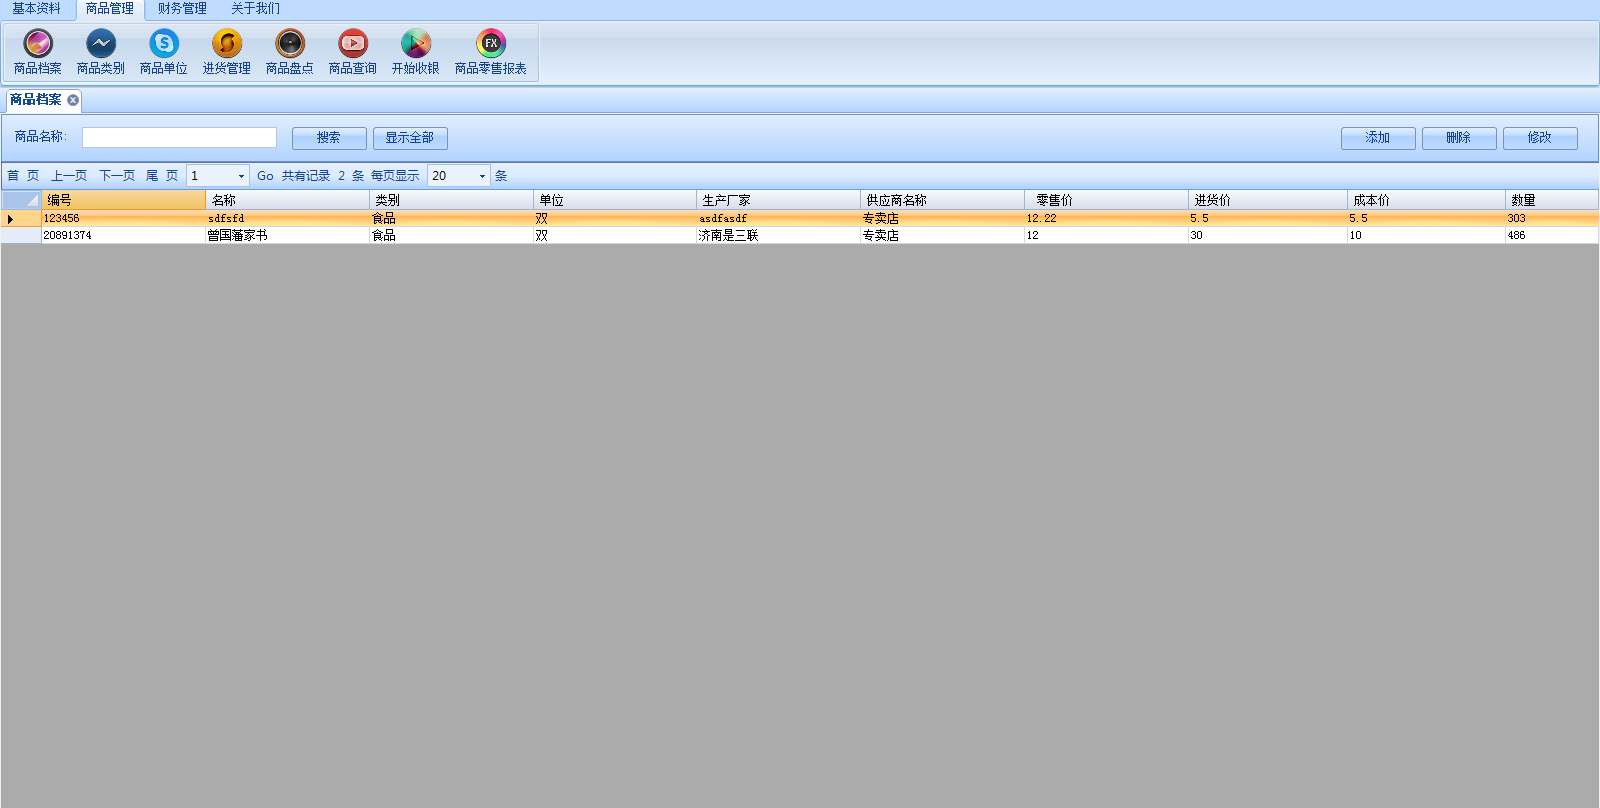 基本资料 商品管理 财务管理 关于我们
商品档案 商品类别 商品单位 进货管理 商品盘点 商品查询 开始收银 FX 商品零售报表
商品档案
商品名称: 搜索 显示全部 添加 删除 修改
首 页 上一页 下一页 尾 页 1 Go 共有记录 2 条 每页显示 20 条
编号 名称 类别 单位 生产厂家 供应商名称 零售价 进货价 成本价 数量
123456 sdfsfd 食品 双 asdfasdf 专卖店 12.22 5.5 5.5 303
20891374 曾国藩家书 食品 双 济南是三联 专卖店 12 30 10 486